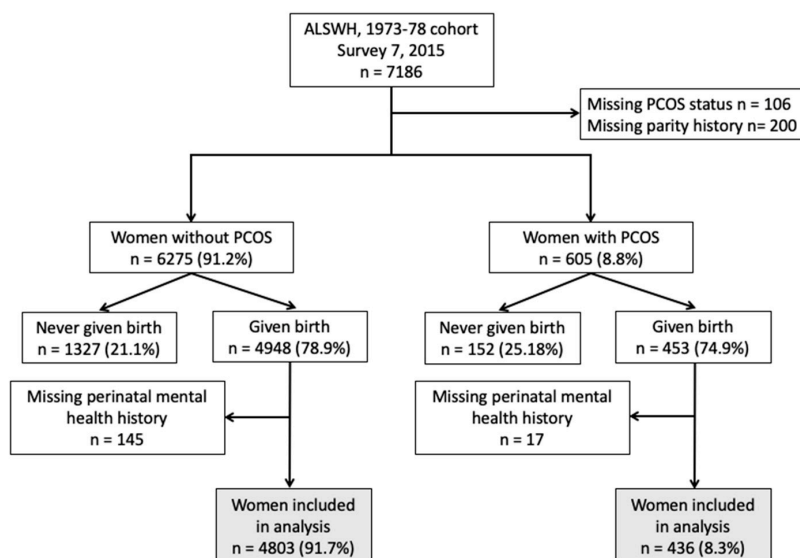 ALSWH, 1973-78 cohort
Survey 7, 2015
n = 7186
Missing PCOS status n = 106
Missing parity history n= 200
Women without PCOS
n = 6275 (91.2%)
Women with PCOS
n = 605 (8.8%)
Never given birth
n = 1327 (21.1%)
Given birth
n = 4948 (78.9%)
Never given birth
n = 152 (25.18%)
Given birth
n = 453 (74.9%)
Missing perinatal mental
health history
n = 145
Missing perinatal mental
health history
n = 17
Women included
in analysis
n = 4803 (91.7%)
Women included
in analysis
n = 436 (8.3%)